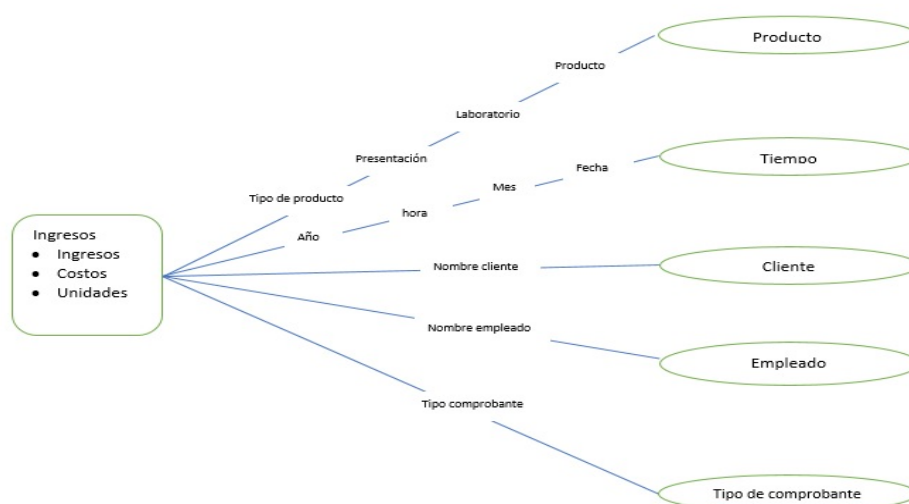 Producto
Producto
Laboratorio
Presentación
Tipo de producto
Tiempo
Fecha
Mes
hora
Año
Ingresos
• Ingresos
• Costos
• Unidades
Nombre cliente
Cliente
Nombre empleado
Empleado
Tipo comprobante
Tipo de comprobante